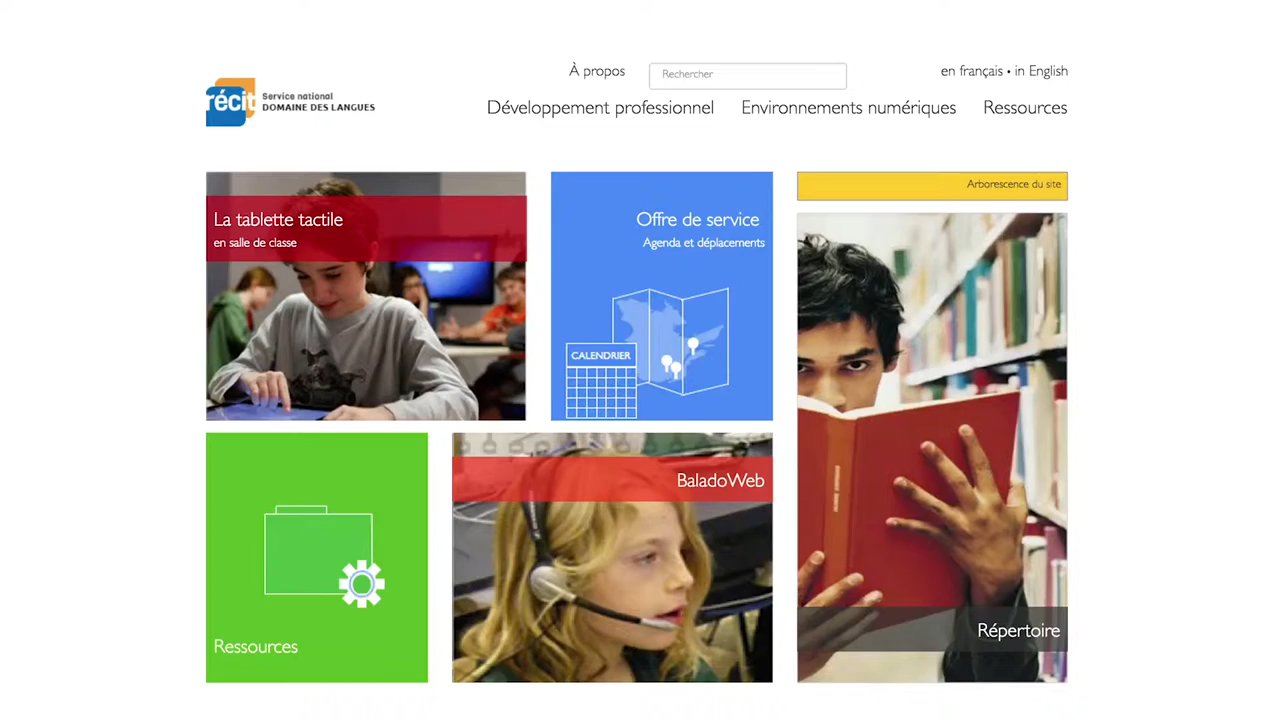 À propos
Rechercher
en français • in English
récit
Service national
DOMAINE DES LANGUES
Développement professionnel
Environnements numériques
Ressources
La tablette tactile
en salle de classe
Offre de service
Agenda et déplacements
CALENDRIER
Arborescence du site
Ressources
BaladoWeb
Répertoire